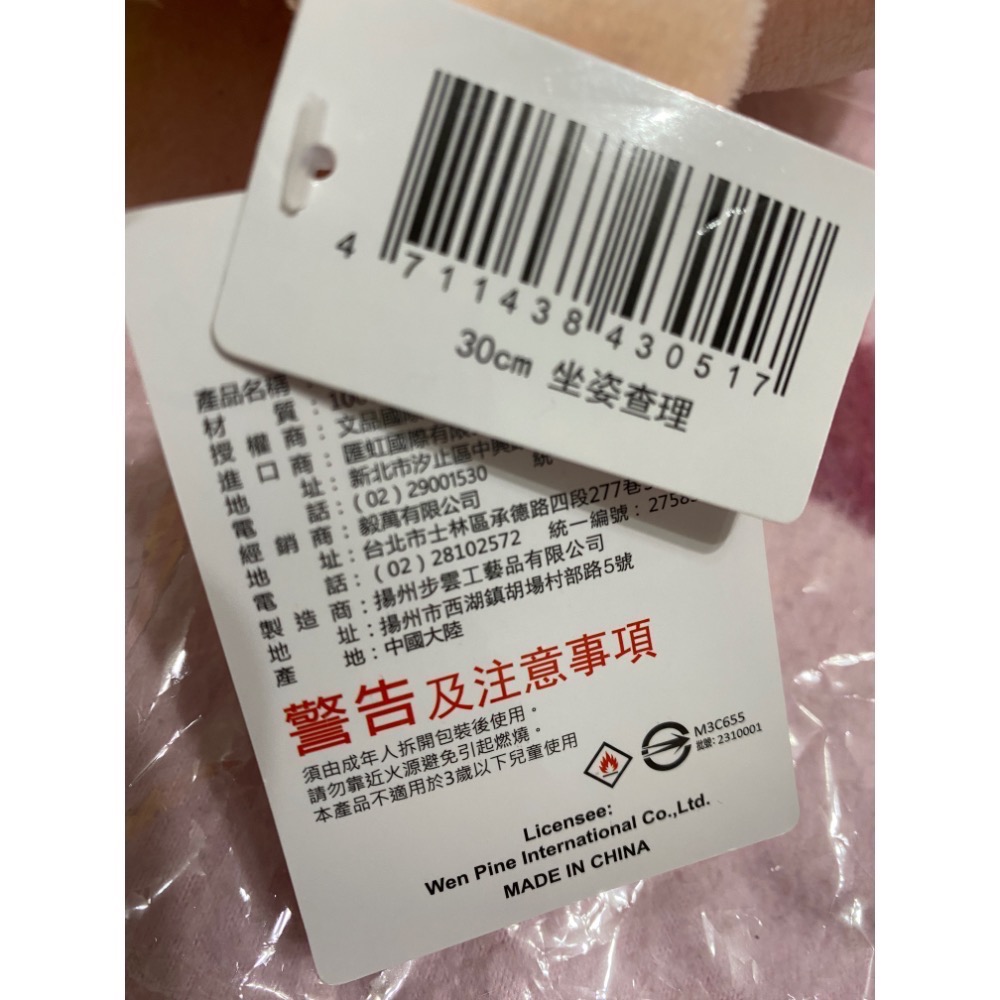 4 711438 430517
30cm 坐姿查理
產品名稱
材 質：100
授權商：文品國際
進口商：匯虹國際有限
地 址：新北市汐止區中興
電 話：(02)29001530 統
經銷商：毅萬有限公司
地 址：台北市士林區承德路四段277巷
電 話：(02)28102572 統一編號：2758
製造商：揚州步雲工藝品有限公司
地 址：揚州市西湖鎮胡場村部路5號
產 地：中國大陸
警告及注意事項
須由成年人拆開包裝後使用。
請勿靠近火源避免引起燃燒。
本產品不適用於3歲以下兒童使用
M3C655
批號：2310001
Licensee:
Wen Pine International Co.,Ltd.
MADE IN CHINA